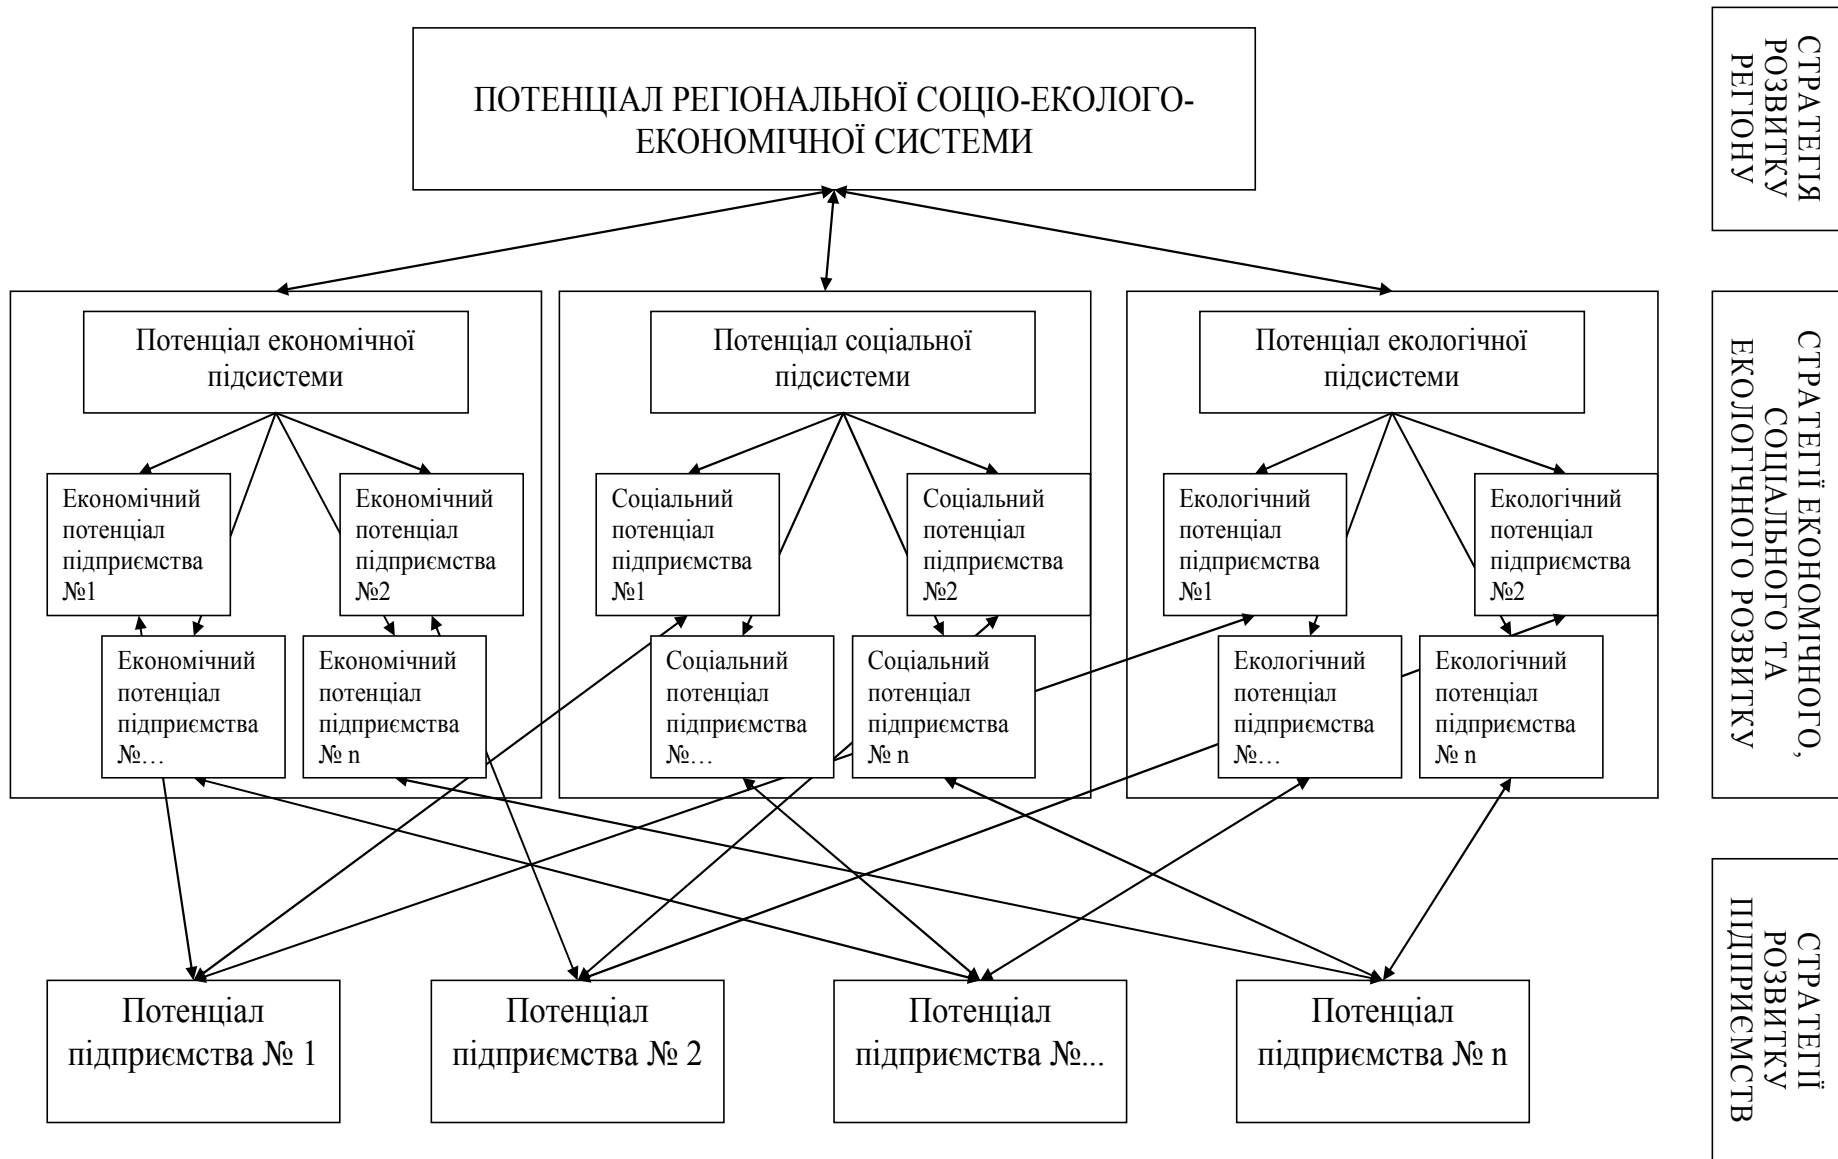 ПОТЕНЦІАЛ РЕГІОНАЛЬНОЇ СОЦІО-ЕКОЛОГО-
ЕКОНОМІЧНОЇ СИСТЕМИ
СТРАТЕГІЯ
РОЗВИТКУ
РЕГІОНУ
Потенціал економічної
підсистеми
Потенціал соціальної
підсистеми
Потенціал екологічної
підсистеми
Економічний
потенціал
підприємства
№1
Економічний
потенціал
підприємства
№2
Соціальний
потенціал
підприємства
№1
Соціальний
потенціал
підприємства
№2
Екологічний
потенціал
підприємства
№1
Екологічний
потенціал
підприємства
№2
Економічний
потенціал
підприємства
№…
Економічний
потенціал
підприємства
№ n
Соціальний
потенціал
підприємства
№…
Соціальний
потенціал
підприємства
№ n
Екологічний
потенціал
підприємства
№…
Екологічний
потенціал
підприємства
№ n
СТРАТЕГІЇ ЕКОНОМІЧНОГО,
СОЦІАЛЬНОГО ТА
ЕКОЛОГІЧНОГО РОЗВИТКУ
Потенціал
підприємства № 1
Потенціал
підприємства № 2
Потенціал
підприємства №...
Потенціал
підприємства № n
СТРАТЕГІЇ
РОЗВИТКУ
ПІДПРИЄМСТВ